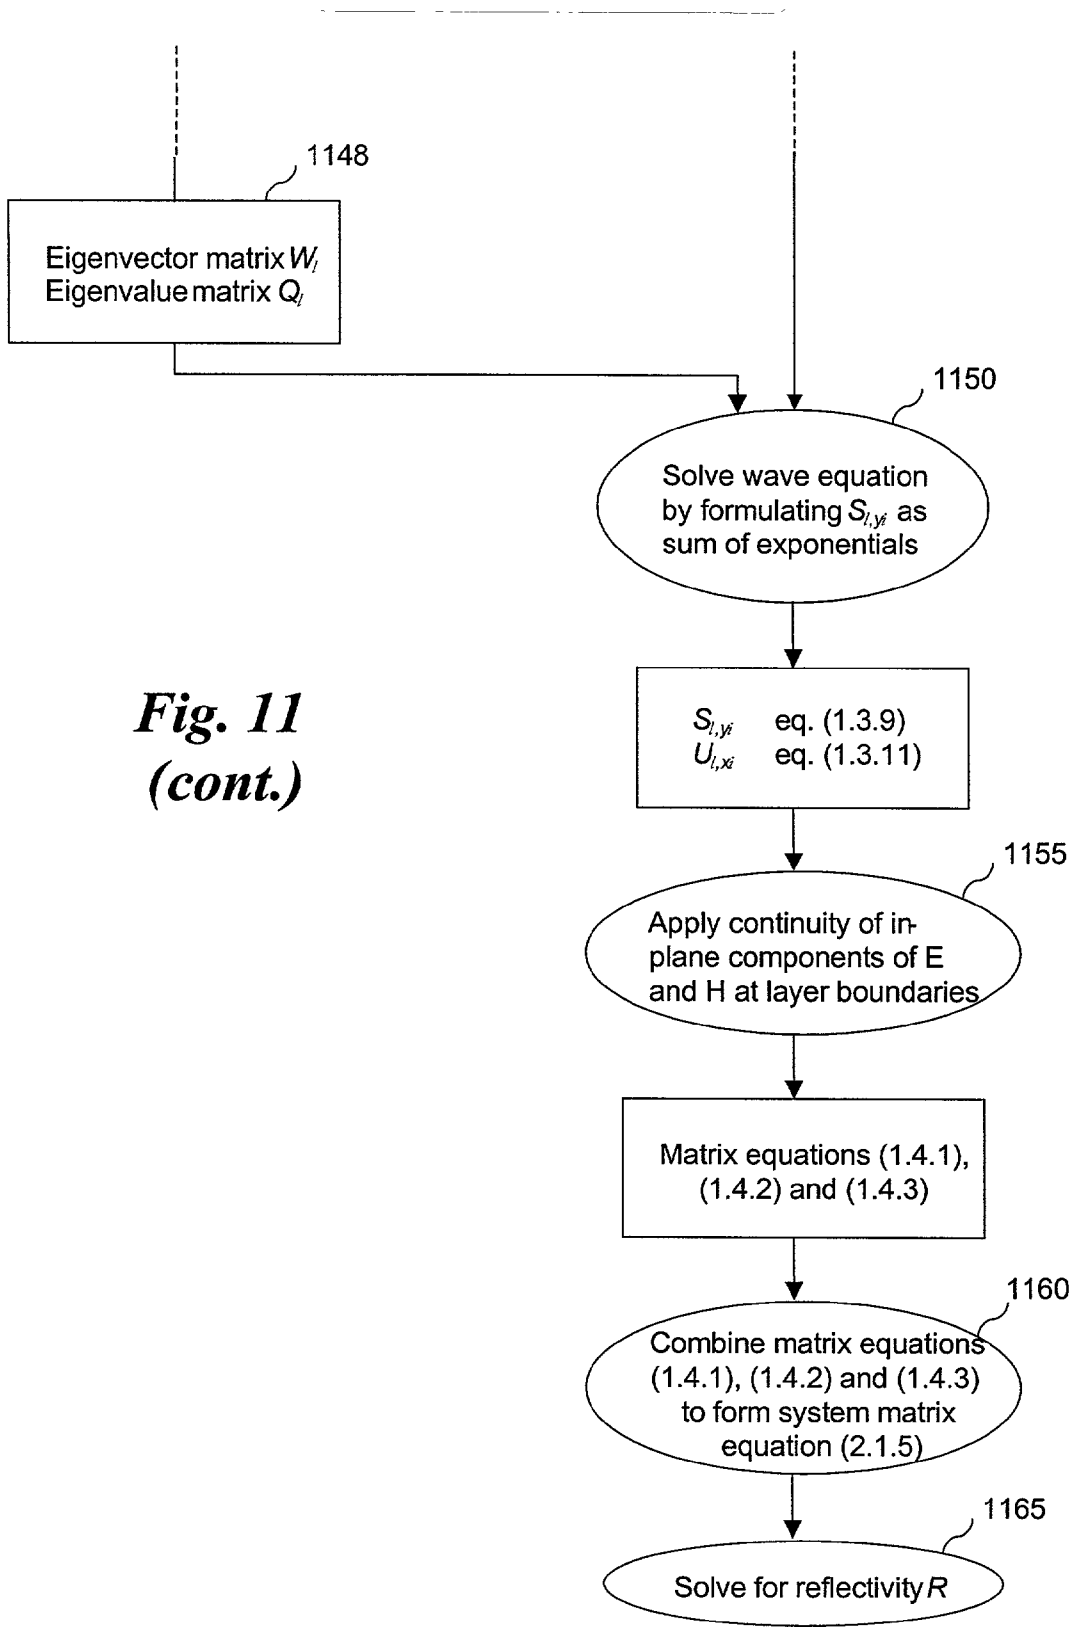 1148
Eigenvector matrix W_l
Eigenvalue matrix Q_l
1150
Solve wave equation
by formulating S_l,yi as
sum of exponentials
Fig. 11
(cont.)
S_l,yi eq. (1.3.9)
U_l,xi eq. (1.3.11)
1155
Apply continuity of in-
plane components of E
and H at layer boundaries
Matrix equations (1.4.1),
(1.4.2) and (1.4.3)
1160
Combine matrix equations
(1.4.1), (1.4.2) and (1.4.3)
to form system matrix
equation (2.1.5)
1165
Solve for reflectivity R